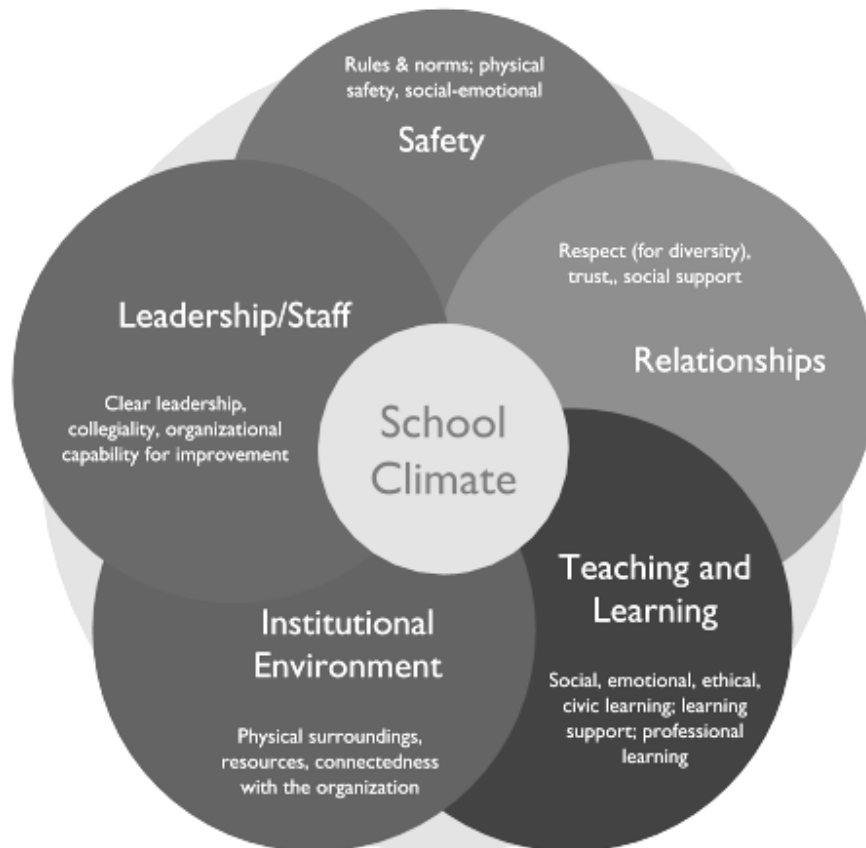 Rules & norms; physical
safety, social-emotional
Safety
Respect (for diversity),
trust,, social support
Relationships
Leadership/Staff
Clear leadership,
collegiality, organizational
capability for improvement
School
Climate
Teaching and
Learning
Social, emotional, ethical,
civic learning; learning
support; professional
learning
Institutional
Environment
Physical surroundings,
resources, connectedness
with the organization